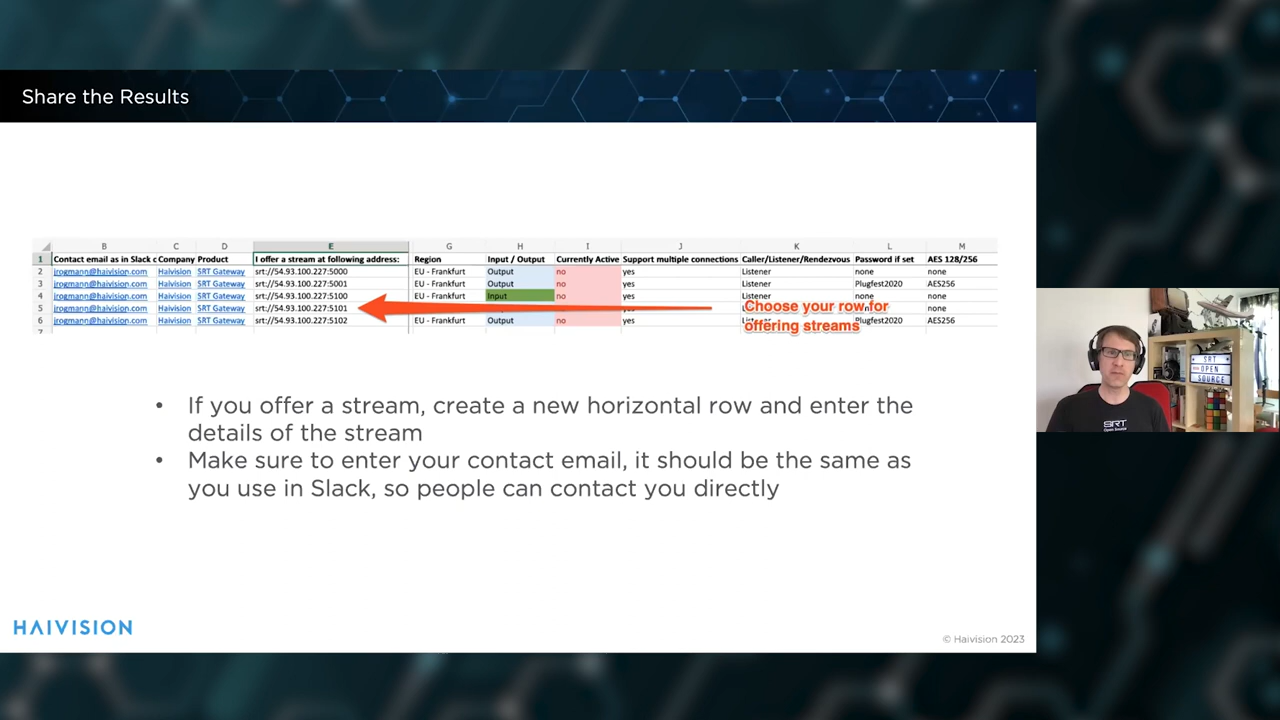 Share the Results
B C D E G H I J K L M
1 Contact email as in Slack c Company Product I offer a stream at following address: Region Input / Output Currently Active Support multiple connections Caller/Listener/Rendezvous Password if set AES 128/256
2 jrogmann@haivision.com Haivision SRT Gateway srt://54.93.100.227:5000 EU - Frankfurt Output no yes Listener none none
3 jrogmann@haivision.com Haivision SRT Gateway srt://54.93.100.227:5001 EU - Frankfurt Output no yes Listener Plugfest2020 AES256
4 jrogmann@haivision.com Haivision SRT Gateway srt://54.93.100.227:5100 EU - Frankfurt Input no yes Listener none none
5 jrogmann@haivision.com Haivision SRT Gateway srt://54.93.100.227:5101 none
6 jrogmann@haivision.com Haivision SRT Gateway srt://54.93.100.227:5102 EU - Frankfurt Output no yes Plugfest2020 AES256
7
Choose your row for
offering streams
• If you offer a stream, create a new horizontal row and enter the
details of the stream
• Make sure to enter your contact email, it should be the same as
you use in Slack, so people can contact you directly
HAIVISION
© Haivision 2023
SRT
OPEN
SOURCE
SRT
Open Source